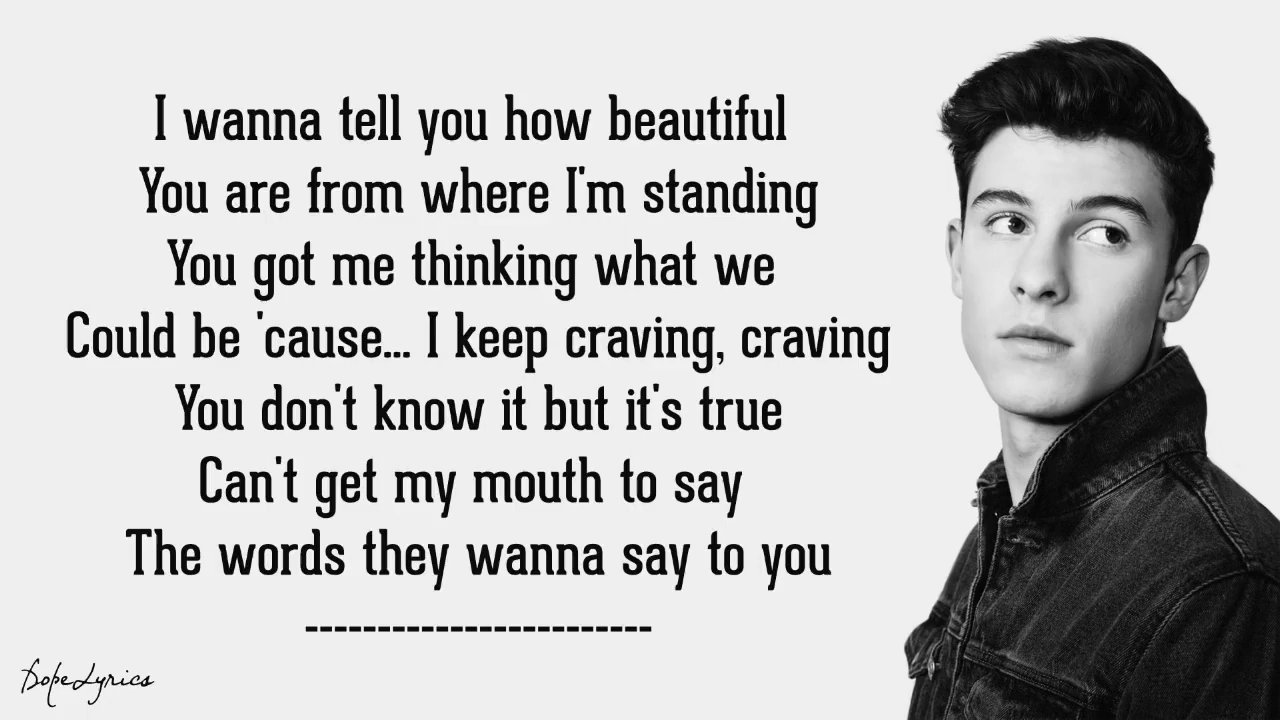 I wanna tell you how beautiful
You are from where I'm standing
You got me thinking what we
Could be 'cause... I keep craving, craving
You don't know it but it's true
Can't get my mouth to say
The words they wanna say to you
------------------------
DopeLyrics